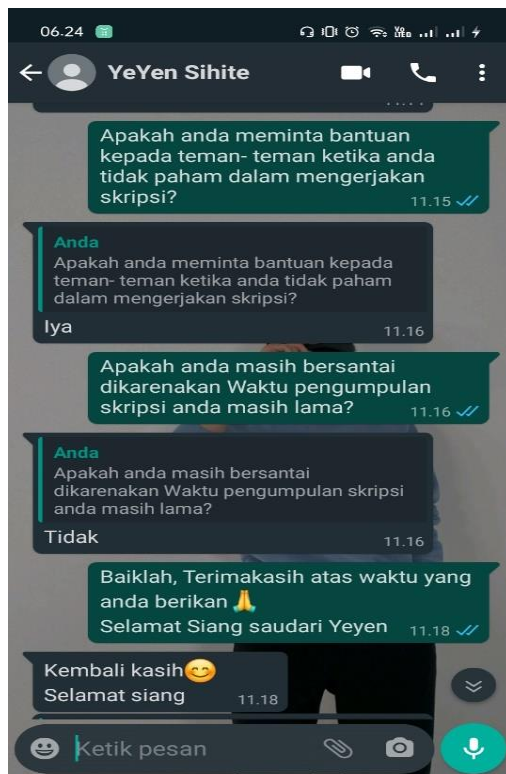 06.24
YeYen Sihite
Apakah anda meminta bantuan
kepada teman- teman ketika anda
tidak paham dalam mengerjakan
skripsi?
11.15
Anda
Apakah anda meminta bantuan kepada
teman- teman ketika anda tidak paham
dalam mengerjakan skripsi?
Iya
11.16
Apakah anda masih bersantai
dikarenakan Waktu pengumpulan
skripsi anda masih lama?
11.16
Anda
Apakah anda masih bersantai
dikarenakan Waktu pengumpulan skripsi
anda masih lama?
Tidak
11.16
Baiklah, Terimakasih atas waktu yang
anda berikan 🙏
Selamat Siang saudari Yeyen
11.18
Kembali kasih😊
Selamat siang
11.18
Ketik pesan